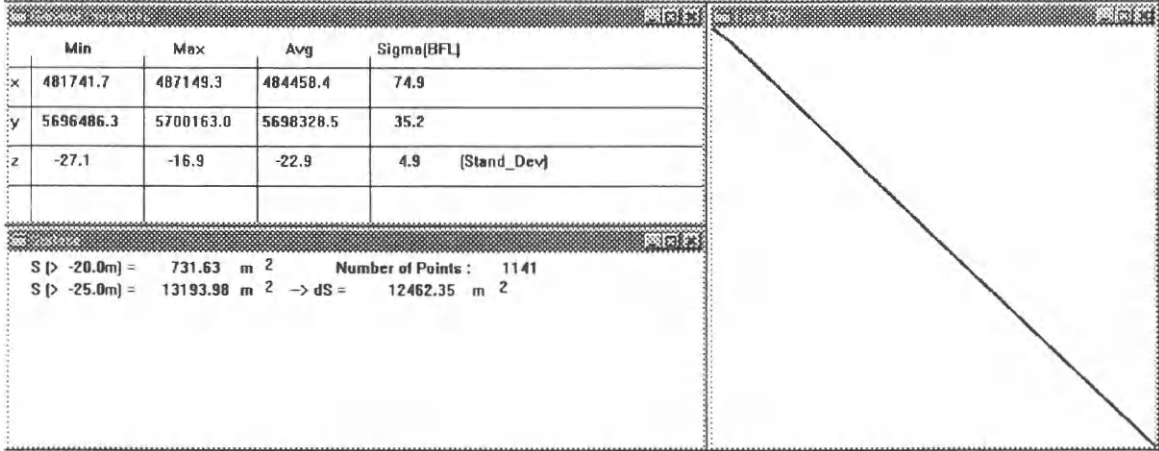 Min Max Avg Sigma(BFL)
x 481741.7 487149.3 484458.4 74.9
y 5696486.3 5700163.0 5698328.5 35.2
z -27.1 -16.9 -22.9 4.9 (Stand_Dev)
S (> -20.0m) = 731.63 m 2 Number of Points : 1141
S (> -25.0m) = 13193.98 m 2 -> dS = 12462.35 m 2